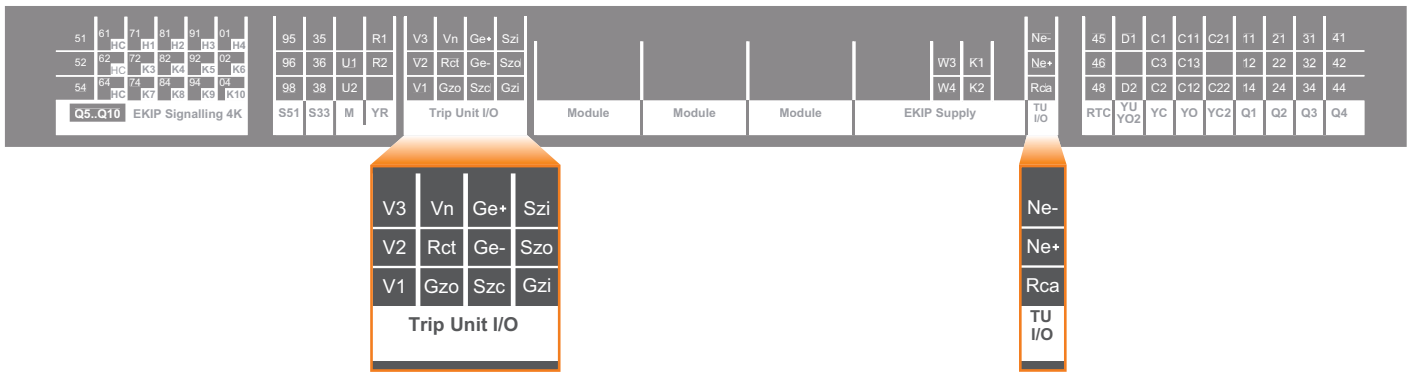 51 61 HC 71 H1 81 H2 91 H3 01 H4 95 35 R1 V3 Vn Ge+ Szi Ne- 45 D1 C1 C11 C21 11 21 31 41
52 62 HC 72 K3 82 K4 92 K5 02 K6 96 36 U1 R2 V2 Rct Ge- Szo W3 K1 Ne+ 46 C3 C13 12 22 32 42
54 64 HC 74 K7 84 K8 94 K9 04 K10 98 38 U2 V1 Gzo Szc Gzi W4 K2 Rca 48 D2 C2 C12 C22 14 24 34 44
Q5..Q10 EKIP Signalling 4K S51 S33 M YR Trip Unit I/O Module Module Module EKIP Supply TU I/O RTC YU YO2 YC YO YC2 Q1 Q2 Q3 Q4
V3 Vn Ge+ Szi
V2 Rct Ge- Szo
V1 Gzo Szc Gzi
Trip Unit I/O
Ne-
Ne+
Rca
TU
I/O